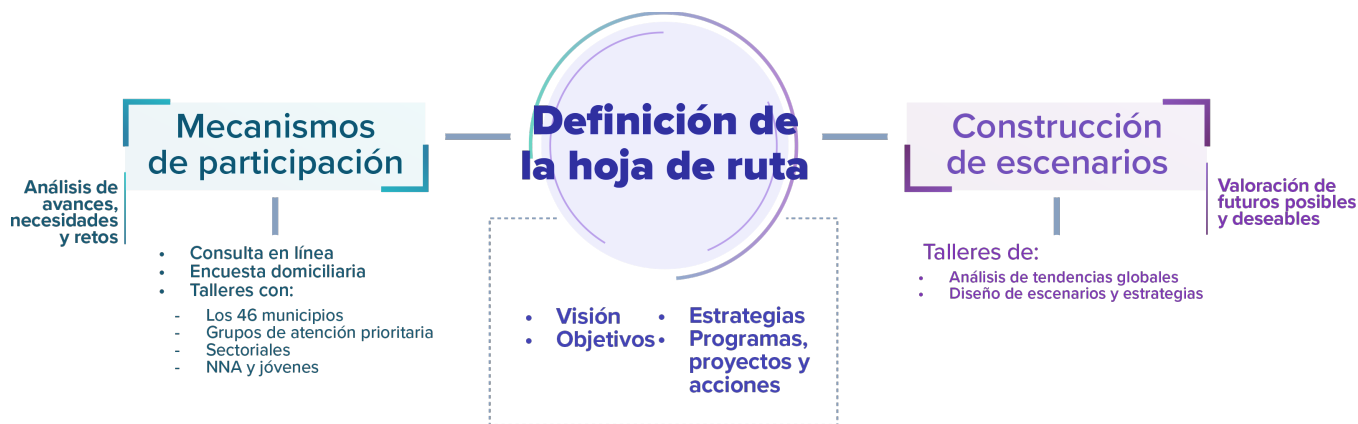 Mecanismos
de participación
Análisis de
avances,
necesidades
y retos
• Consulta en línea
• Encuesta domiciliaria
• Talleres con:
- Los 46 municipios
- Grupos de atención prioritaria
- Sectoriales
- NNA y jóvenes
Definición de
la hoja de ruta
• Visión
• Objetivos
• Estrategias
• Programas,
proyectos y
acciones
Construcción
de escenarios
Valoración de
futuros posibles
y deseables
Talleres de:
• Análisis de tendencias globales
• Diseño de escenarios y estrategias